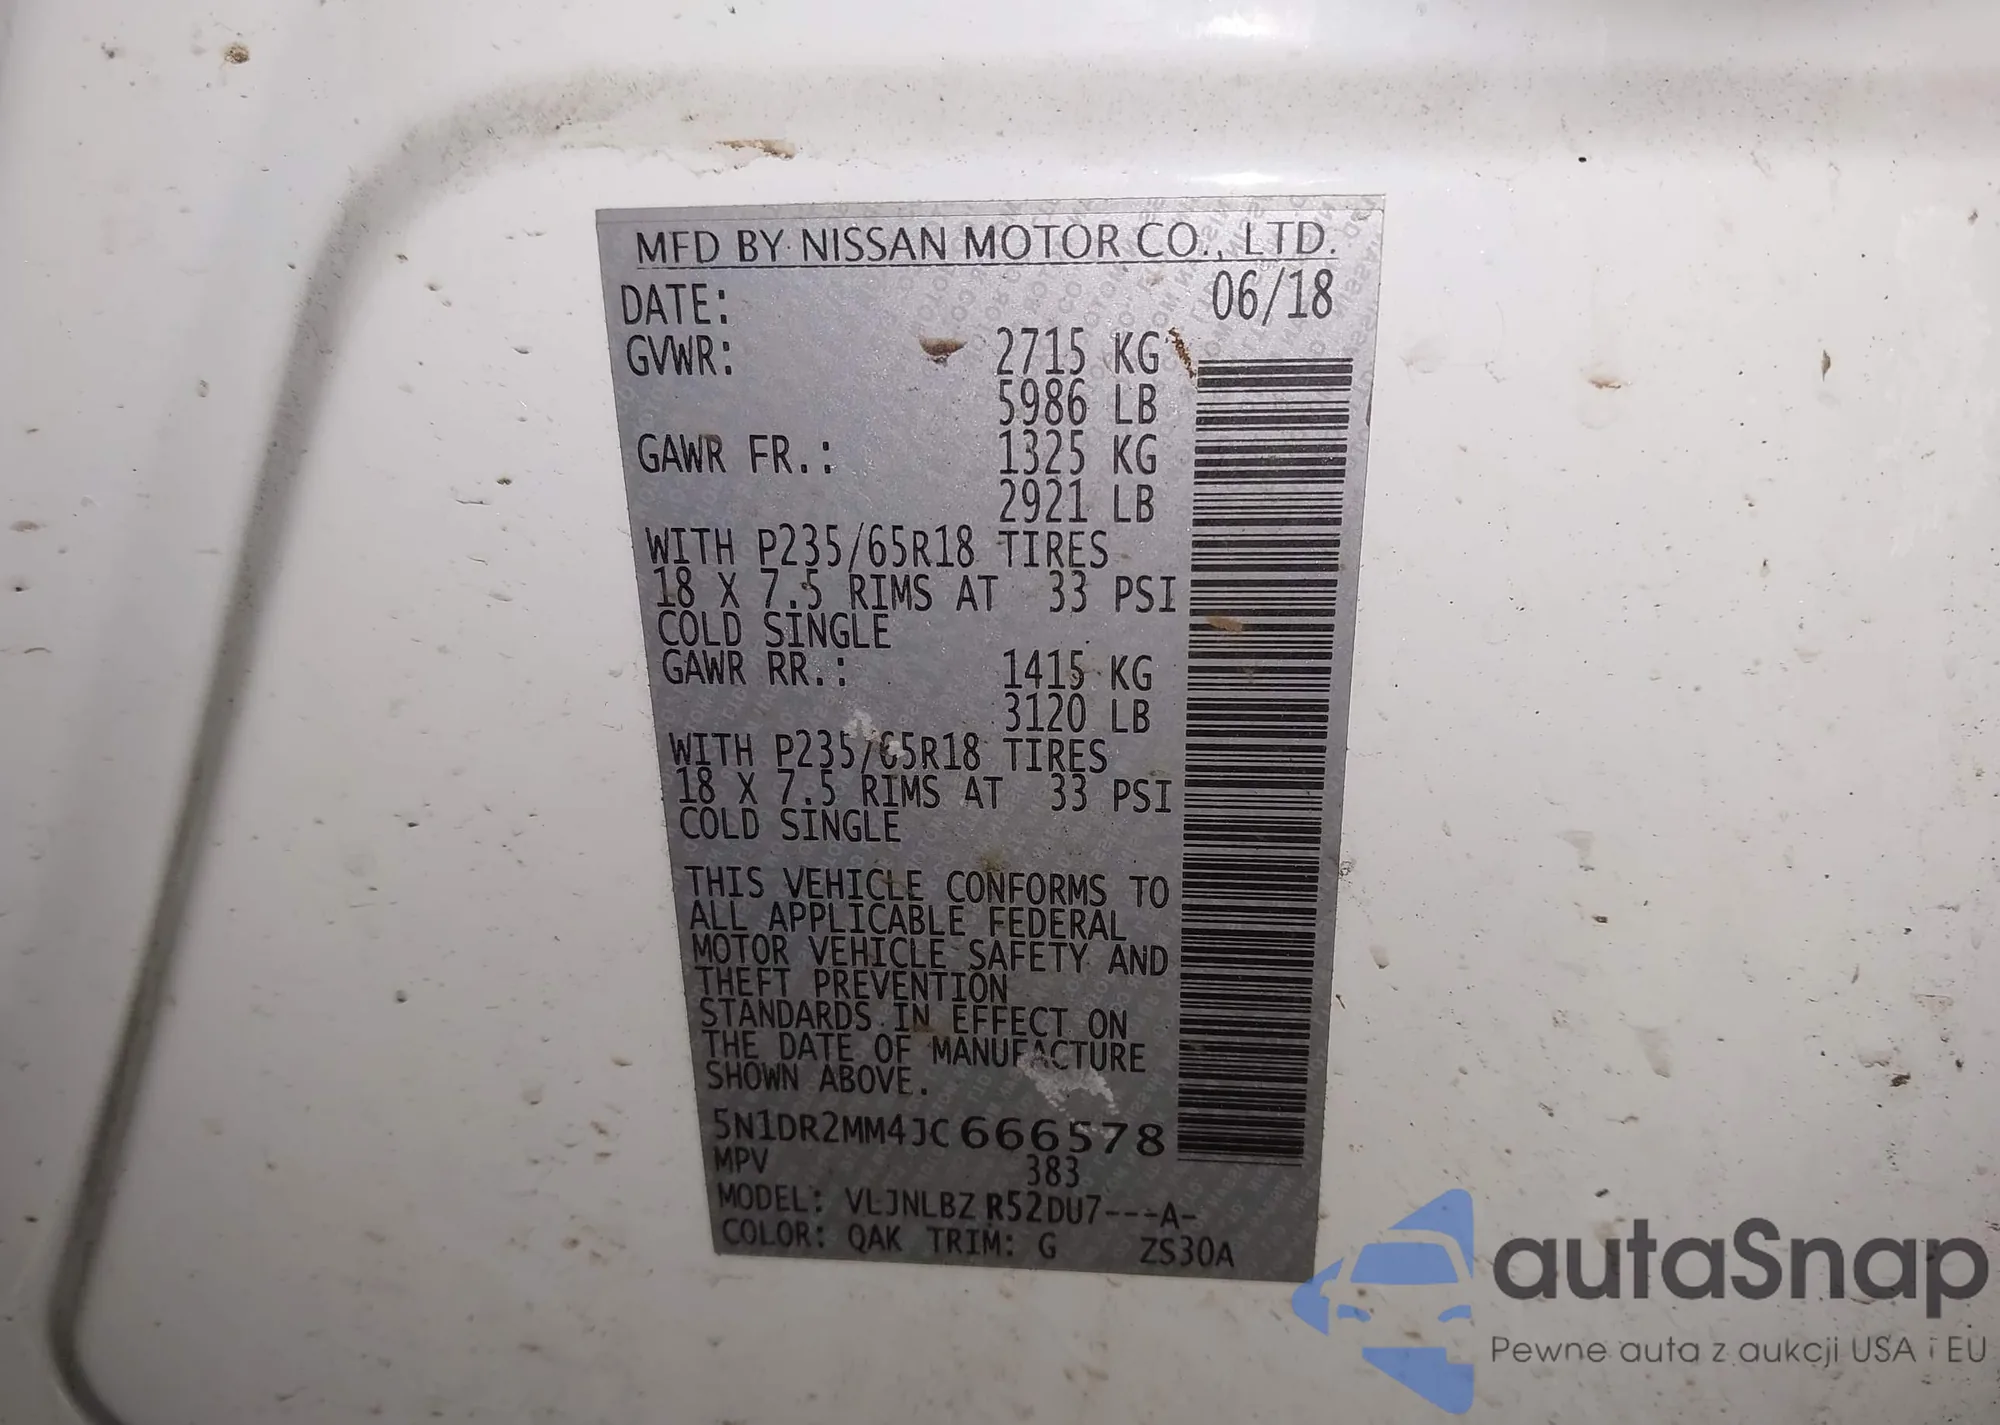 MFD BY NISSAN MOTOR CO., LTD.
DATE: 06/18
GVWR: 2715 KG
5986 LB
GAWR FR.: 1325 KG
2921 LB
WITH P235/65R18 TIRES
18 X 7.5 RIMS AT 33 PSI
COLD SINGLE
GAWR RR.: 1415 KG
3120 LB
WITH P235/65R18 TIRES
18 X 7.5 RIMS AT 33 PSI
COLD SINGLE
THIS VEHICLE CONFORMS TO
ALL APPLICABLE FEDERAL
MOTOR VEHICLE SAFETY AND
THEFT PREVENTION
STANDARDS IN EFFECT ON
THE DATE OF MANUFACTURE
SHOWN ABOVE.
5N1DR2MM4JC666578
MPV 383
MODEL: VLJNLBZ R52DU7---A-
COLOR: QAK TRIM: G ZS30A
autaSnap
Pewne auta z aukcji USA i EU